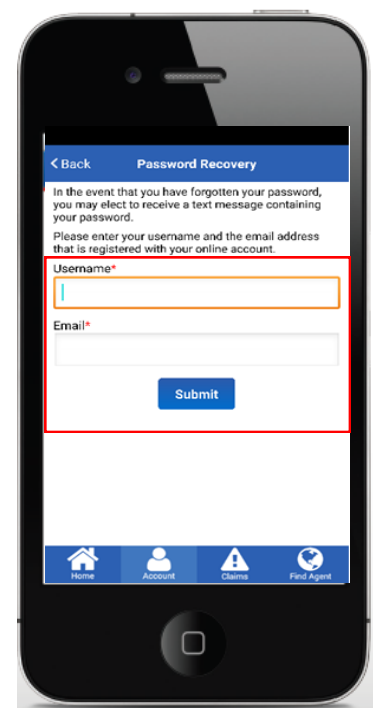 Back Password Recovery
In the event that you have forgotten your password,
you may elect to receive a text message containing
your password.
Please enter your username and the email address
that is registered with your online account.
Username*
Email*
Submit
Home Account Claims Find Agent